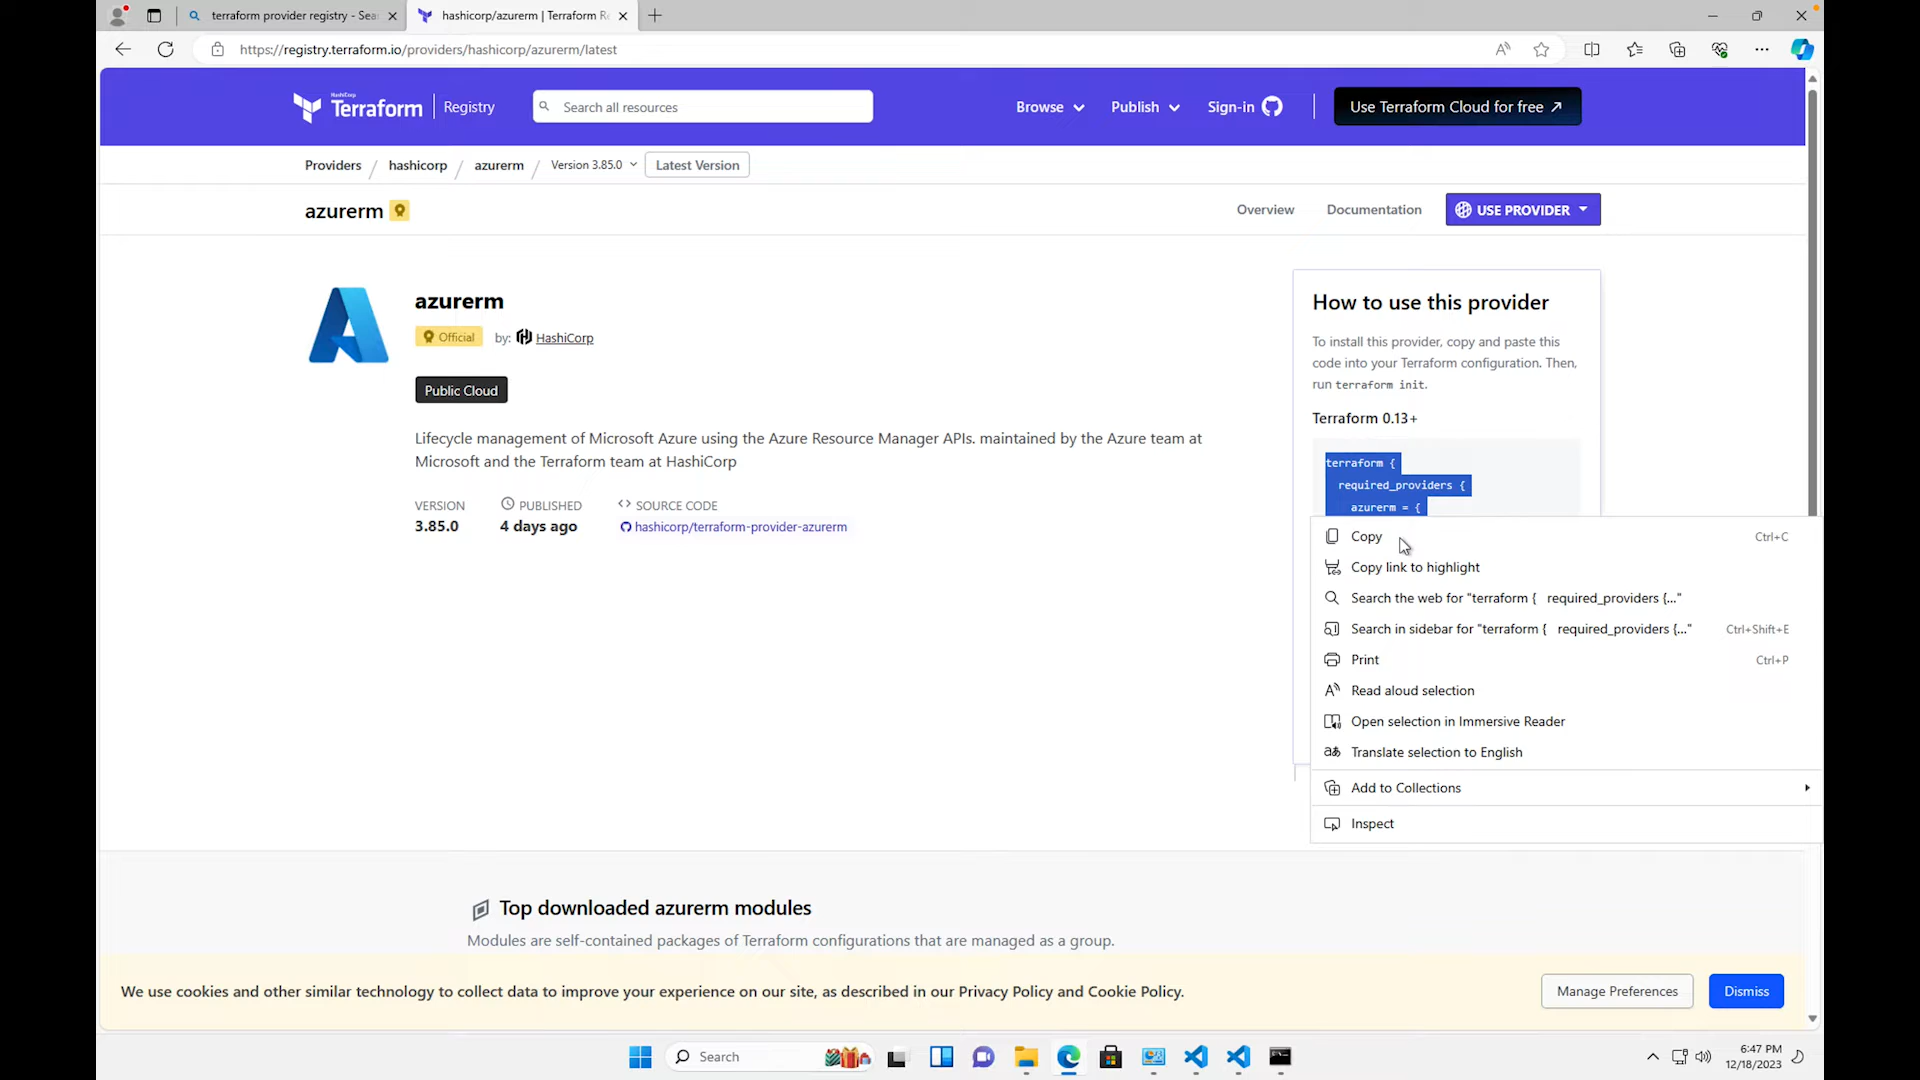 terraform provider registry - Sea
hashicorp/azurerm | Terraform Re
https://registry.terraform.io/providers/hashicorp/azurerm/latest
HashiCorp
Terraform
Registry
Search all resources
Browse
Publish
Sign-in
Use Terraform Cloud for free ↗
Providers / hashicorp / azurerm / Version 3.85.0
Latest Version
azurerm
Overview
Documentation
USE PROVIDER
azurerm
Official
by: HashiCorp
Public Cloud
Lifecycle management of Microsoft Azure using the Azure Resource Manager APIs. maintained by the Azure team at
Microsoft and the Terraform team at HashiCorp
VERSION
3.85.0
PUBLISHED
4 days ago
SOURCE CODE
hashicorp/terraform-provider-azurerm
How to use this provider
To install this provider, copy and paste this
code into your Terraform configuration. Then,
run terraform init.
Terraform 0.13+
terraform {
required_providers {
azurerm = {
Copy Ctrl+C
Copy link to highlight
Search the web for "terraform { required_providers {..."
Search in sidebar for "terraform { required_providers {..." Ctrl+Shift+E
Print Ctrl+P
Read aloud selection
Open selection in Immersive Reader
Translate selection to English
Add to Collections
Inspect
Top downloaded azurerm modules
Modules are self-contained packages of Terraform configurations that are managed as a group.
We use cookies and other similar technology to collect data to improve your experience on our site, as described in our Privacy Policy and Cookie Policy.
Manage Preferences
Dismiss
Search
6:47 PM
12/18/2023